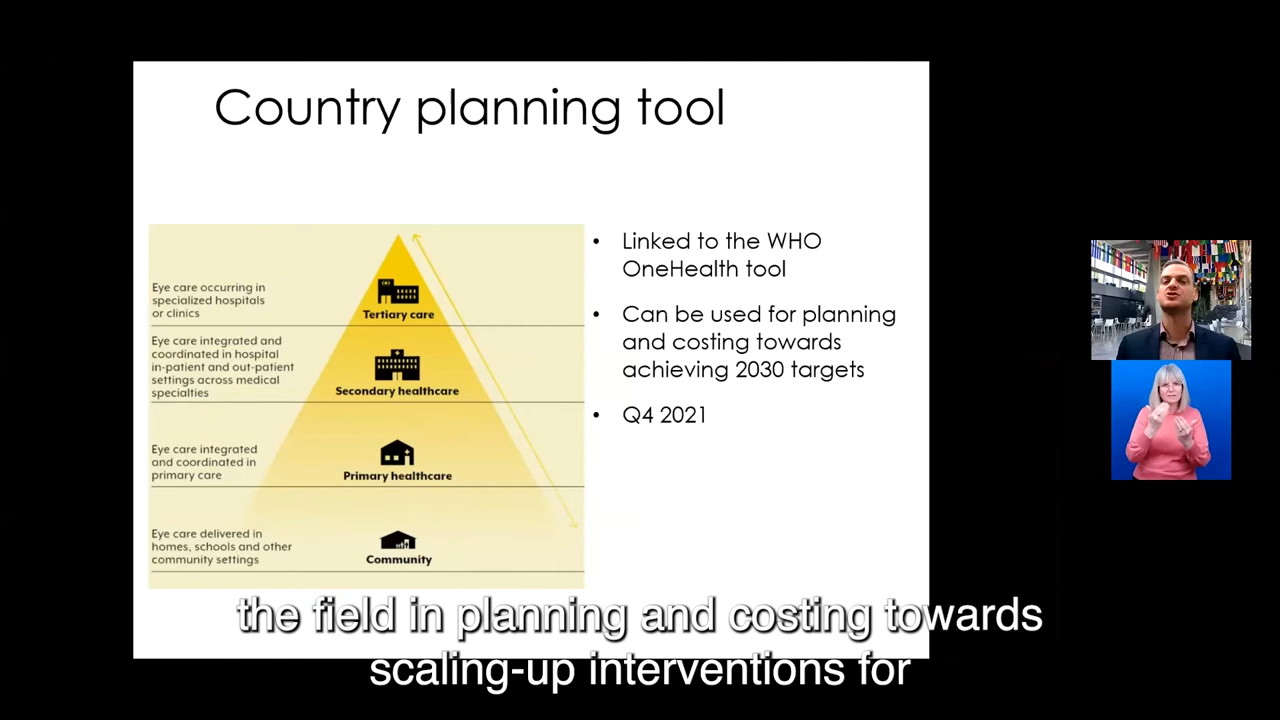 Country planning tool
Eye care occurring in
specialized hospitals
or clinics
Tertiary care
Eye care integrated and
coordinated in hospital
in-patient and out-patient
settings across medical
specialties
Secondary healthcare
Eye care integrated
and coordinated in
primary care
Primary healthcare
Eye care delivered in
homes, schools and other
community settings
Community
• Linked to the WHO
OneHealth tool
• Can be used for planning
and costing towards
achieving 2030 targets
• Q4 2021
the field in planning and costing towards
scaling-up interventions for